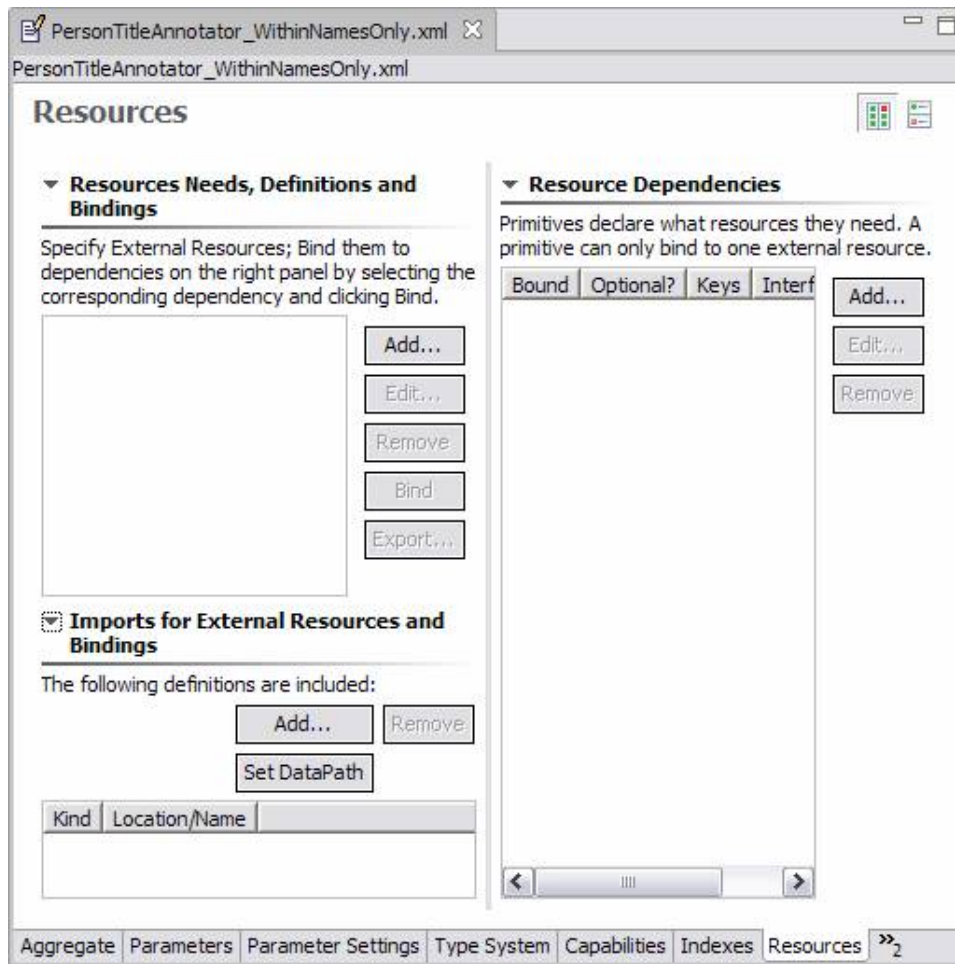 PersonTitleAnnotator_WithinNamesOnly.xml
PersonTitleAnnotator_WithinNamesOnly.xml
Resources
Resources Needs, Definitions and
Bindings
Specify External Resources; Bind them to
dependencies on the right panel by selecting the
corresponding dependency and clicking Bind.
Add...
Edit...
Remove
Bind
Export...
Imports for External Resources and
Bindings
The following definitions are included:
Add... Remove
Set DataPath
Kind Location/Name
Resource Dependencies
Primitives declare what resources they need. A
primitive can only bind to one external resource.
Bound Optional? Keys Interf
Add...
Edit...
Remove
Aggregate Parameters Parameter Settings Type System Capabilities Indexes Resources »2